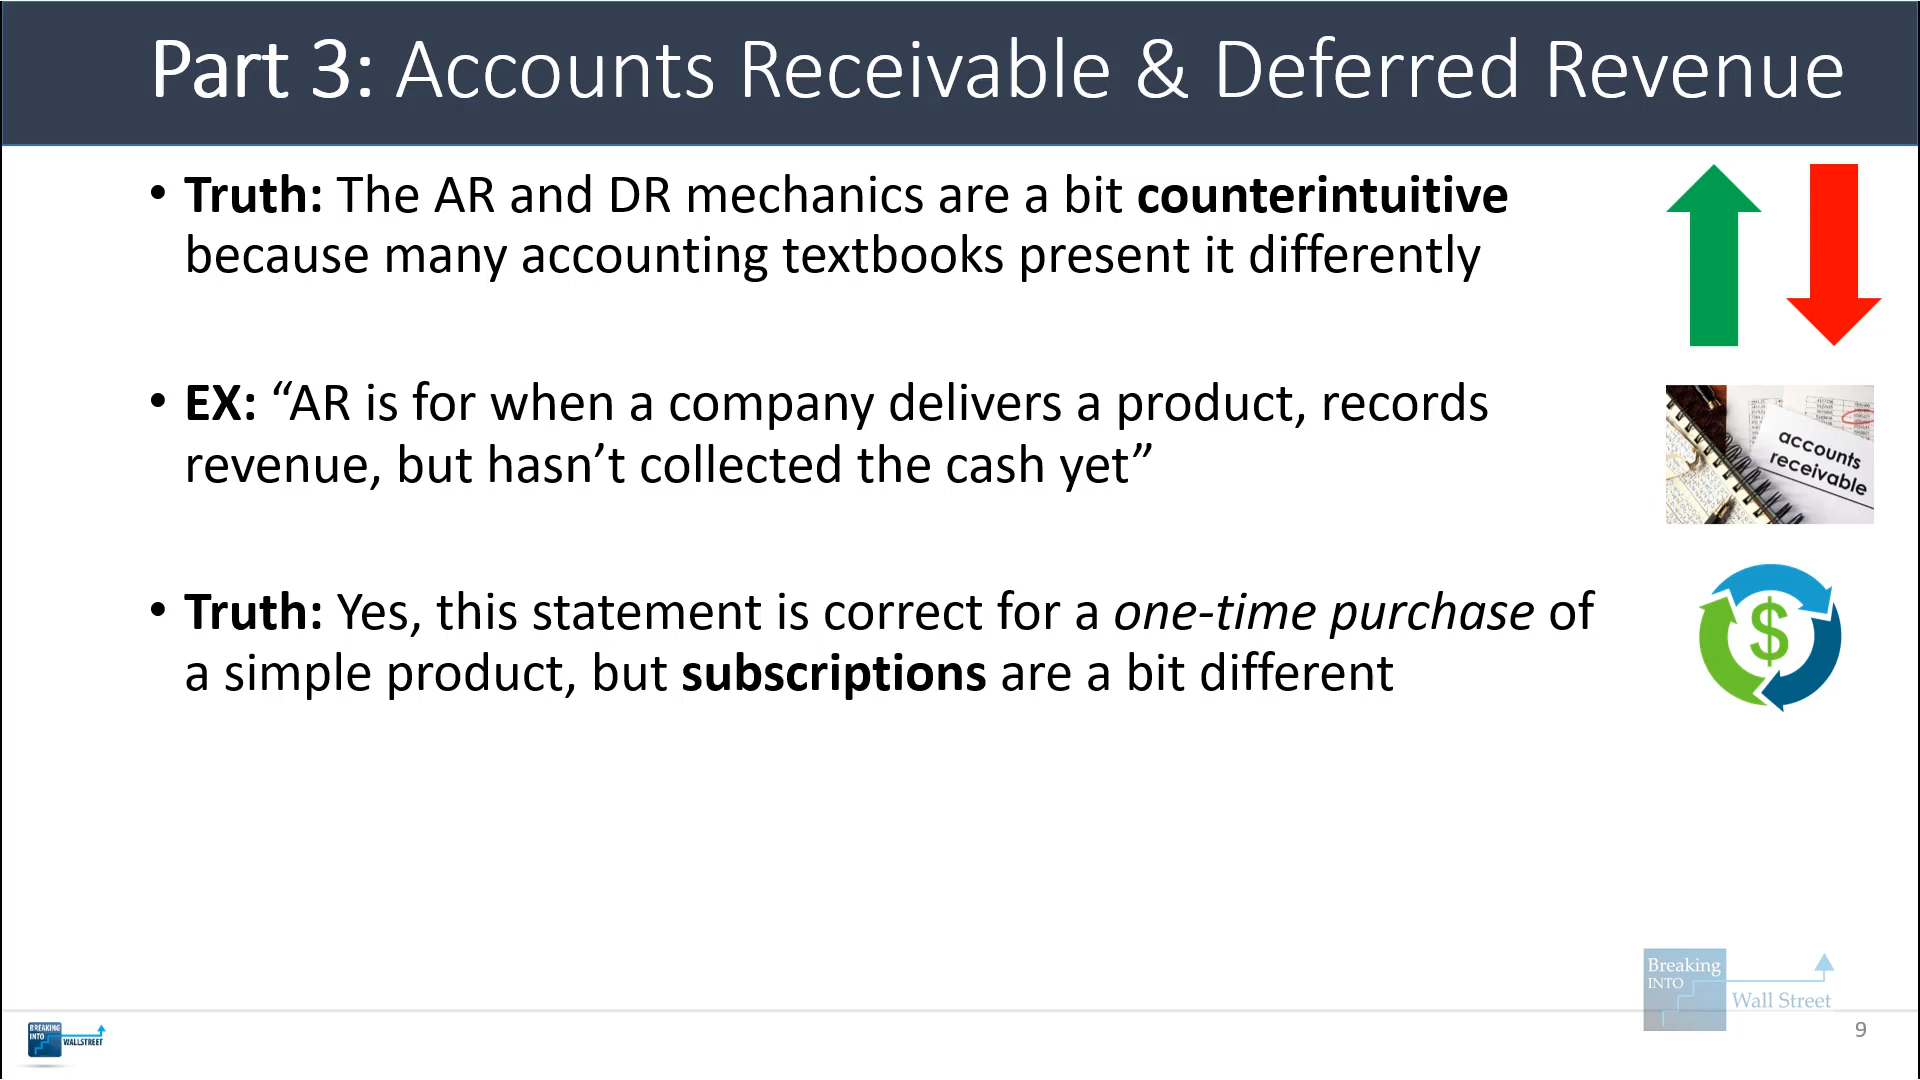 Part 3: Accounts Receivable & Deferred Revenue
• Truth: The AR and DR mechanics are a bit counterintuitive
because many accounting textbooks present it differently
• EX: “AR is for when a company delivers a product, records
revenue, but hasn’t collected the cash yet”
accounts
receivable
• Truth: Yes, this statement is correct for a one-time purchase of
a simple product, but subscriptions are a bit different
$
Breaking
INTO
Wall Street
BREAKING
INTO
WALLSTREET
9